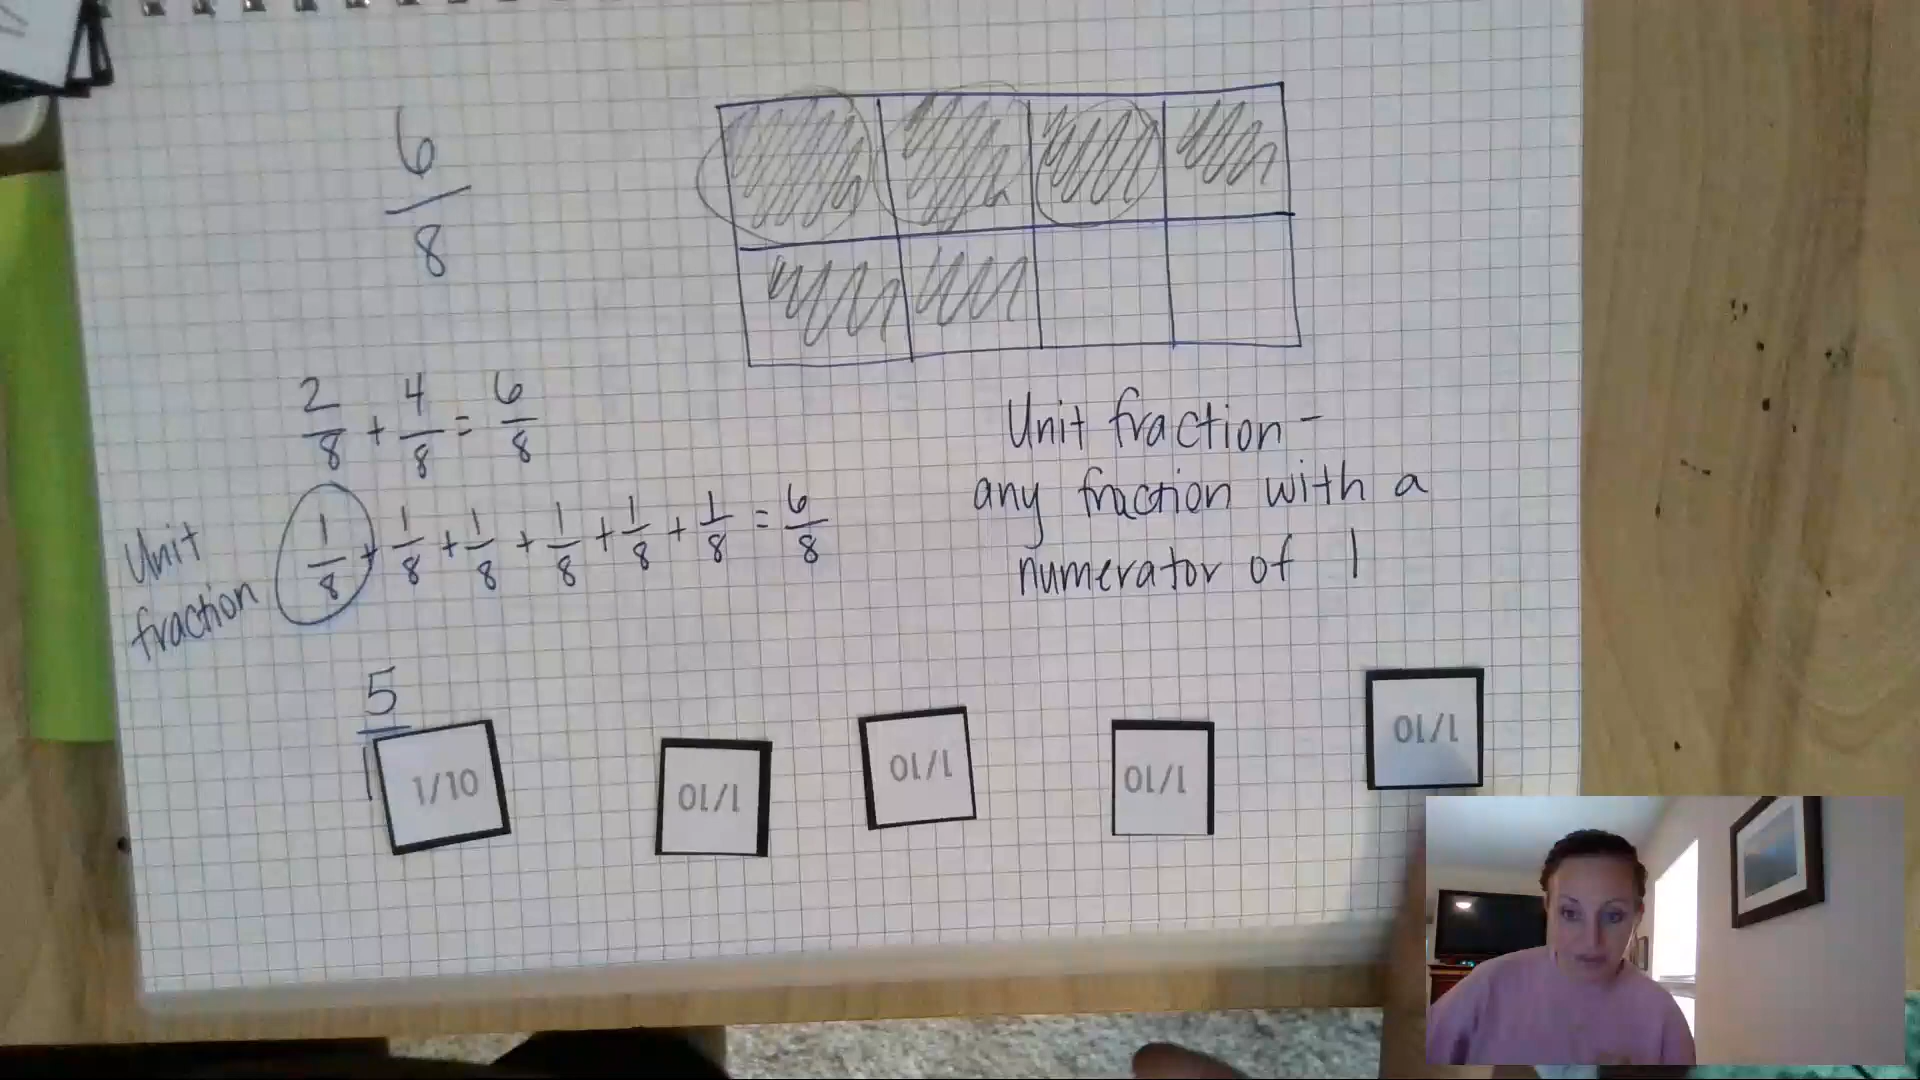 6
8
2/8 + 4/8 = 6/8
Unit fraction -
any fraction with a
numerator of 1
Unit
fraction
1/8 + 1/8 + 1/8 + 1/8 + 1/8 + 1/8 = 6/8
5
1/10
1/10
1/10
1/10
1/10